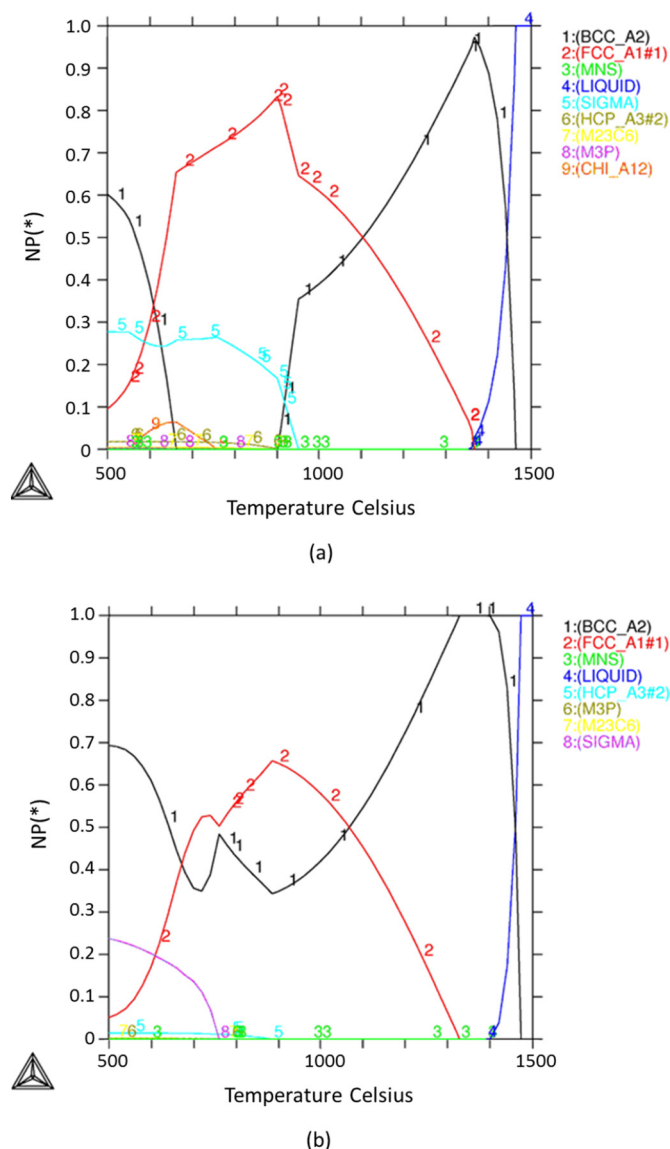 (a)
1.0
0.9
0.8
0.7
0.6
0.5
0.4
0.3
0.2
0.1
0
NP(*)
500
1000
1500
Temperature Celsius
1:(BCC_A2)
2:(FCC_A1#1)
3:(MNS)
4:(LIQUID)
5:(SIGMA)
6:(HCP_A3#2)
7:(M23C6)
8:(M3P)
9:(CHI_A12)
1.0
0.9
0.8
0.7
0.6
0.5
0.4
0.3
0.2
0.1
0
NP(*)
500
1000
1500
Temperature Celsius
1:(BCC_A2)
2:(FCC_A1#1)
3:(MNS)
4:(LIQUID)
5:(HCP_A3#2)
6:(M3P)
7:(M23C6)
8:(SIGMA)
(b)